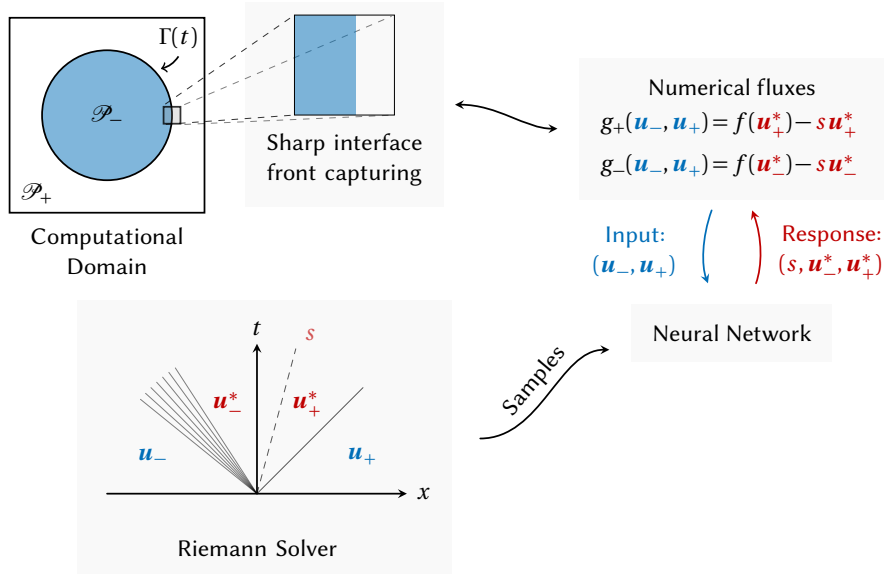 Γ(t)
𝒫₋
𝒫₊
Computational
Domain
Sharp interface
front capturing
Numerical fluxes
g₊(u₋, u₊) = f(u₊*) − s u₊*
g₋(u₋, u₊) = f(u₋*) − s u₋*
Input:
(u₋, u₊)
Response:
(s, u₋*, u₊*)
Neural Network
Samples
t
s
u₋*
u₊*
u₋
u₊
x
Riemann Solver